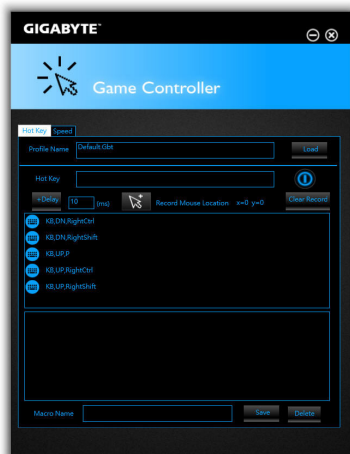 GIGABYTE™
Game Controller
Hot Key Speed
Profile Name Default.Gbt Load
Hot Key
+Delay 10 (ms) Record Mouse Location x=0 y=0 Clear Record
KB,DN,RightCtrl
KB,DN,RightShift
KB,UP,P
KB,UP,RightCtrl
KB,UP,RightShift
Macro Name Save Delete